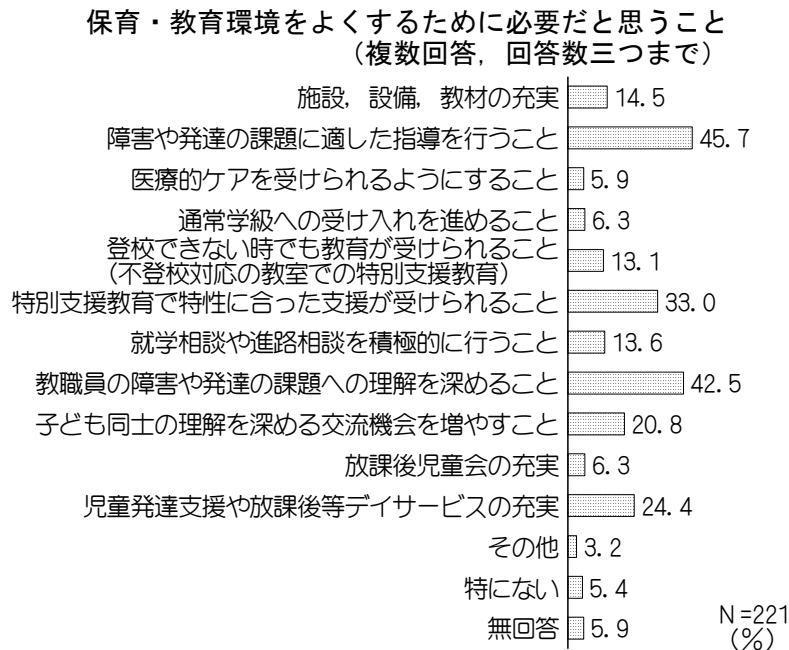 保育・教育環境をよくするために必要だと思うこと
（複数回答，回答数三つまで）
施設，設備，教材の充実 14.5
障害や発達の課題に適した指導を行うこと 45.7
医療的ケアを受けられるようにすること 5.9
通常学級への受け入れを進めること 6.3
登校できない時でも教育が受けられること
（不登校対応の教室での特別支援教育） 13.1
特別支援教育で特性に合った支援が受けられること 33.0
就学相談や進路相談を積極的に行うこと 13.6
教職員の障害や発達の課題への理解を深めること 42.5
子ども同士の理解を深める交流機会を増やすこと 20.8
放課後児童会の充実 6.3
児童発達支援や放課後等デイサービスの充実 24.4
その他 3.2
特にない 5.4
無回答 5.9
N=221
（％）